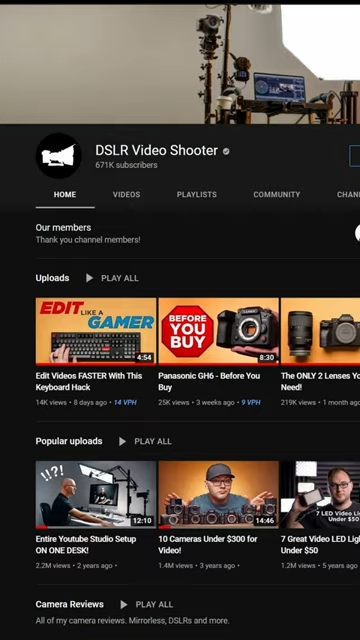 DSLR Video Shooter
671K subscribers
HOME VIDEOS PLAYLISTS COMMUNITY CHAN
Our members
Thank you channel members!
Uploads PLAY ALL
EDIT LIKE A GAMER
4:54
BEFORE YOU BUY
8:30
Edit Videos FASTER With This Keyboard Hack
14K views • 8 days ago • 14 VPH
Panasonic GH6 - Before You Buy
25K views • 3 weeks ago • 9 VPH
The ONLY 2 Lenses Yo
Need!
219K views • 1 month ago
Popular uploads PLAY ALL
!!?!
12:10
14:46
7 LED Video Li
Under $50
Entire Youtube Studio Setup ON ONE DESK!
2.2M views • 2 years ago •
10 Cameras Under $300 for Video!
1.4M views • 3 years ago •
7 Great Video LED Ligh
Under $50
1.2M views • 5 years a
Camera Reviews PLAY ALL
All of my camera reviews. Mirrorless, DSLRs and more.